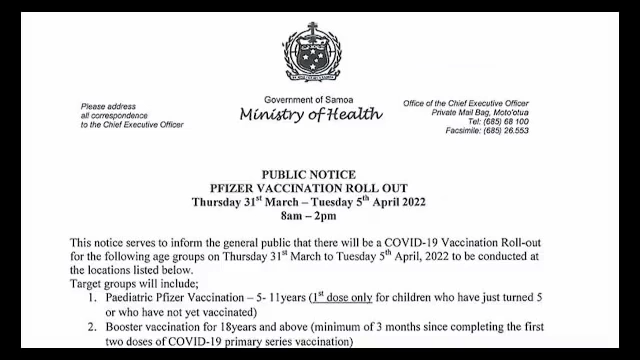 Please address
all correspondence
to the Chief Executive Officer
Government of Samoa
Ministry of Health
Office of the Chief Executive Officer
Private Mail Bag, Moto'otua
Tel: (685) 68 100
Facsimile: (685) 26.553
PUBLIC NOTICE
PFIZER VACCINATION ROLL OUT
Thursday 31st March – Tuesday 5th April 2022
8am – 2pm
This notice serves to inform the general public that there will be a COVID-19 Vaccination Roll-out
for the following age groups on Thursday 31st March to Tuesday 5th April, 2022 to be conducted at
the locations listed below.
Target groups will include;
1. Paediatric Pfizer Vaccination – 5- 11years (1st dose only for children who have just turned 5
or who have not yet vaccinated)
2. Booster vaccination for 18years and above (minimum of 3 months since completing the first
two doses of COVID-19 primary series vaccination)